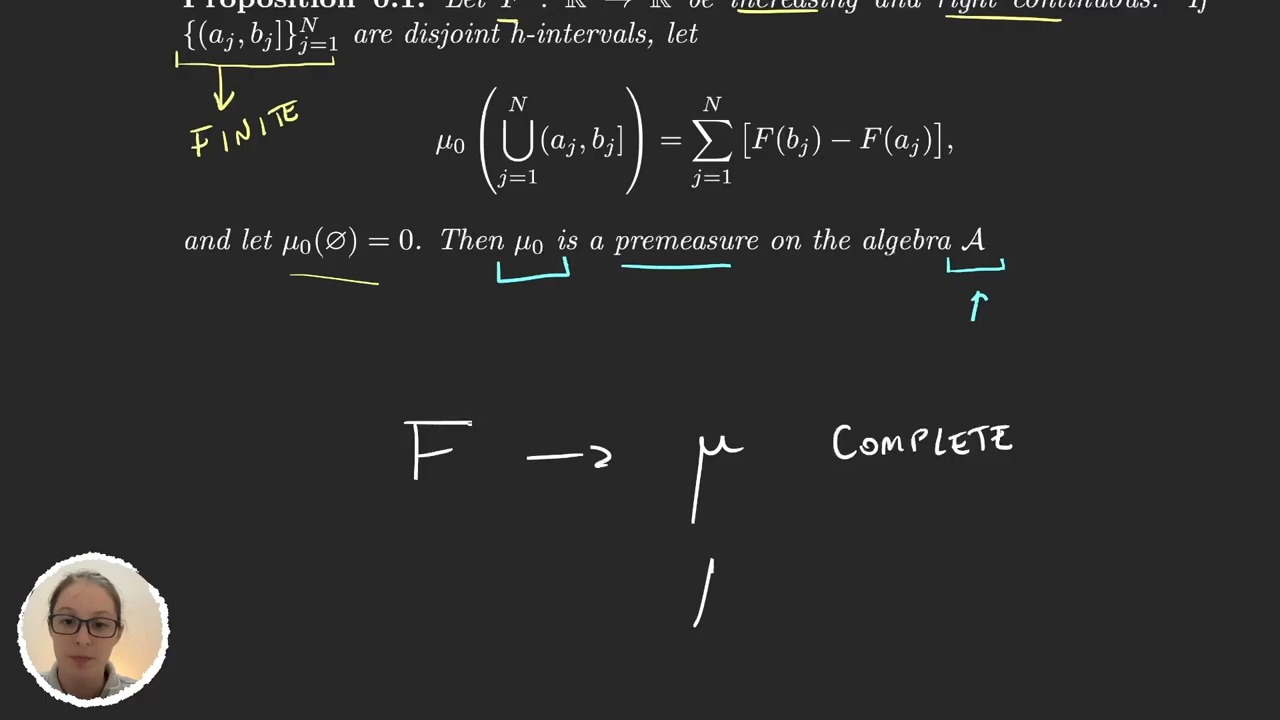 Proposition 0.1. Let F : ℝ → ℝ be increasing and right continuous. If
{(a_j, b_j]}_{j=1}^N are disjoint h-intervals, let
FINITE
μ_0 (⋃_{j=1}^N (a_j, b_j]) = ∑_{j=1}^N [F(b_j) − F(a_j)],
and let μ_0(∅) = 0. Then μ_0 is a premeasure on the algebra 𝒜
F → μ COMPLETE